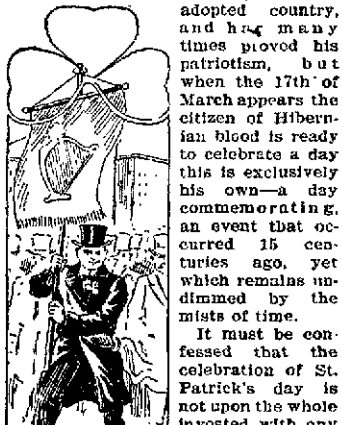 adopted country,
and has many
times proved his
patriotism, but
when the 17th of
March appears the
citizen of Hibern-
ian blood is ready
to celebrate a day
this is exclusively
his own—a day
commemorating,
an event that oc-
curred 15 cen-
turies ago, yet
which remains un-
dimmed by the
mists of time.
It must be con-
fessed that the
celebration of St.
Patrick's day is
not upon the whole
invested with any